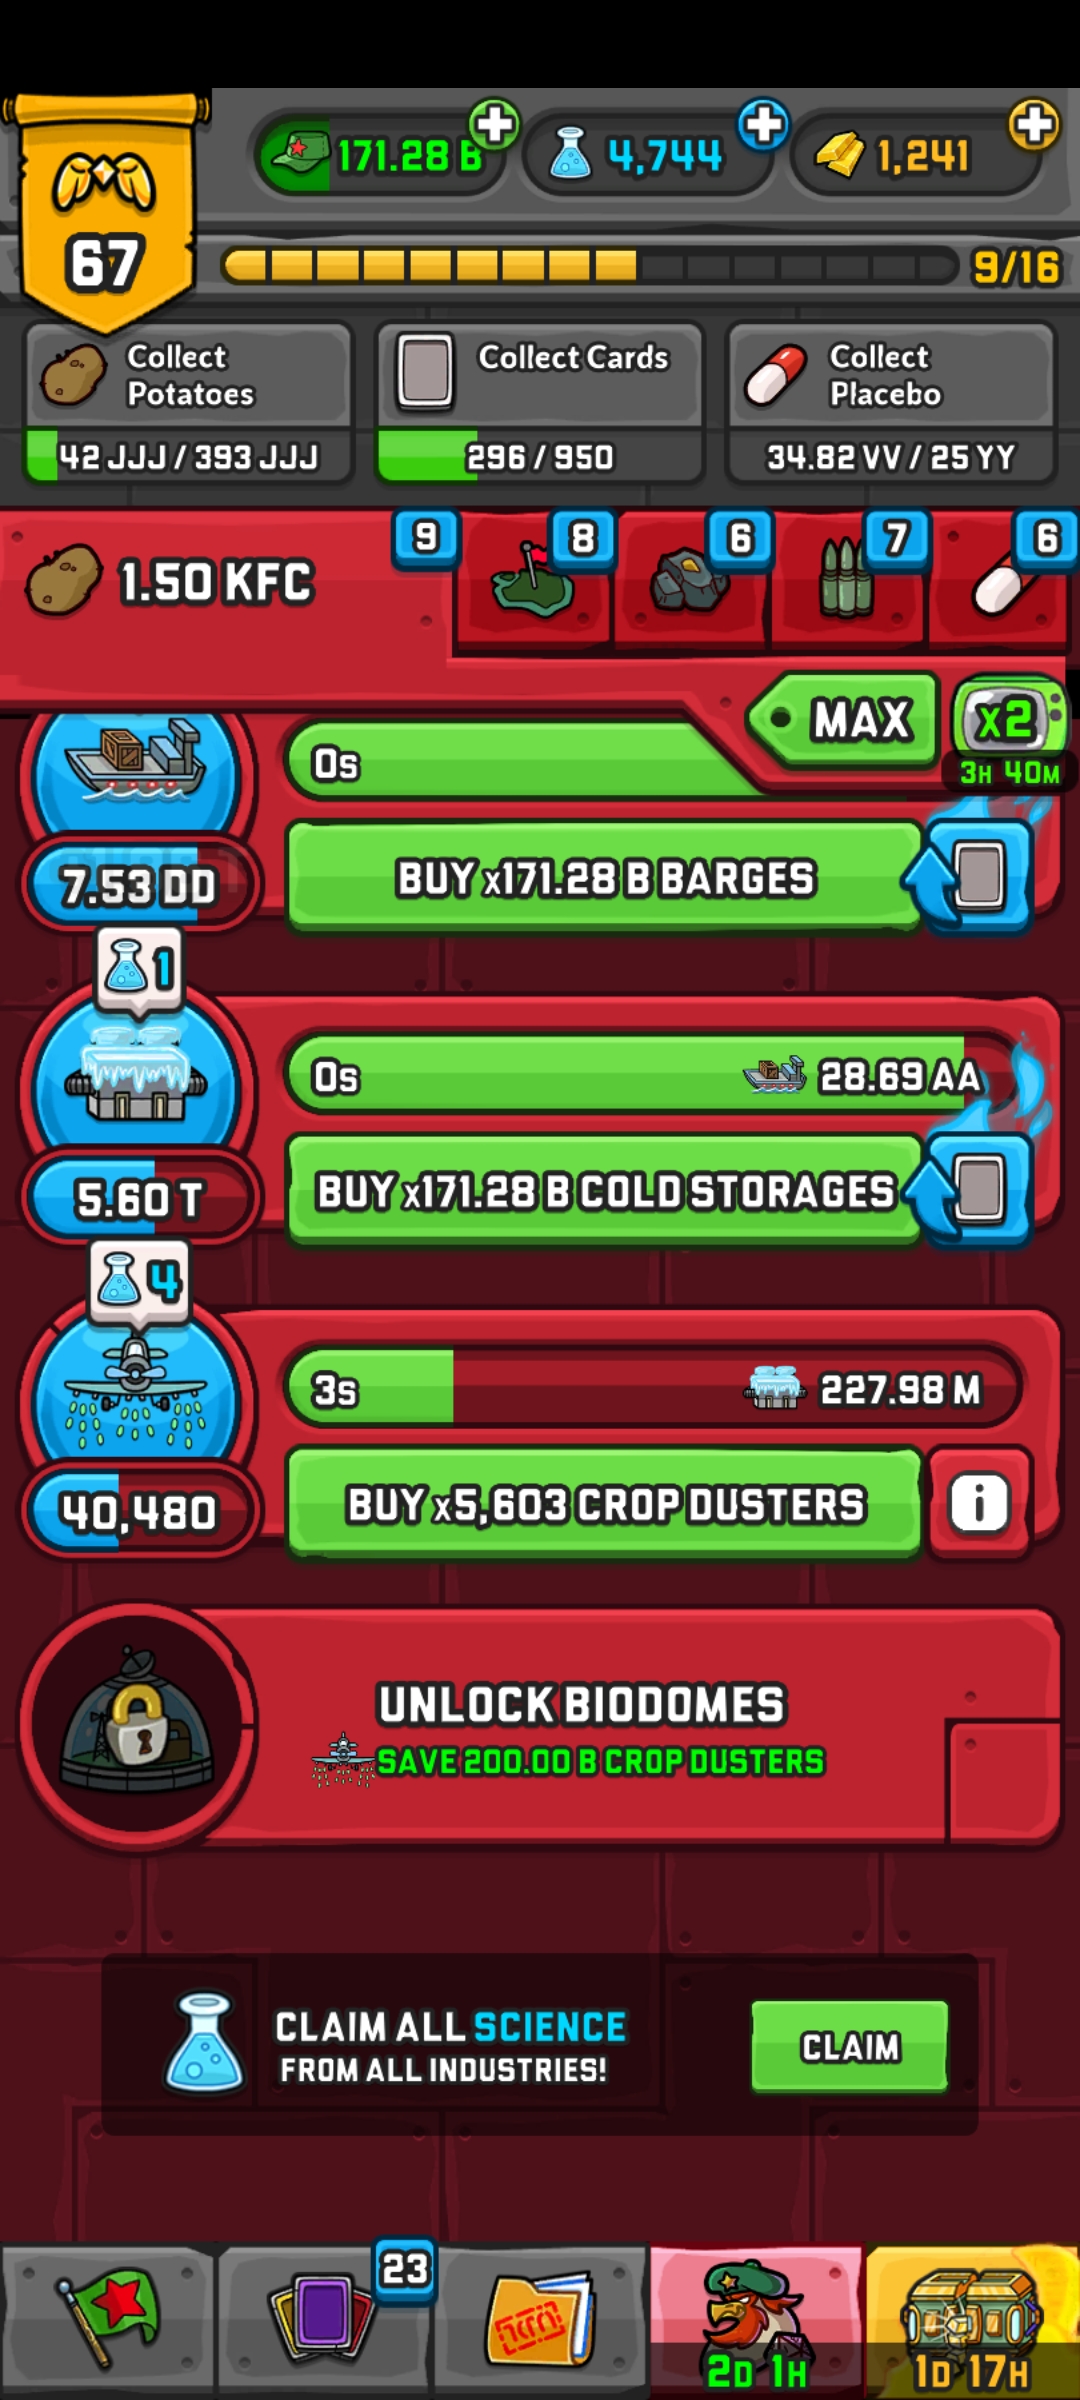 171.28 B
4,744
1,241
67
9/16
Collect
Potatoes
42 JJJ / 393 JJJ
Collect Cards
296 / 950
Collect
Placebo
34.82 VV / 25 YY
1.50 KFC
9
8
6
7
6
MAX
X2
3H 40M
0s
7.53 DD
BUY x171.28 B BARGES
1
0s
28.69 AA
5.60 T
BUY x171.28 B COLD STORAGES
4
3s
227.98 M
40,480
BUY x5,603 CROP DUSTERS
i
UNLOCK BIODOMES
SAVE 200.00 B CROP DUSTERS
CLAIM ALL SCIENCE
FROM ALL INDUSTRIES!
CLAIM
23
2D 1H
1D 17H